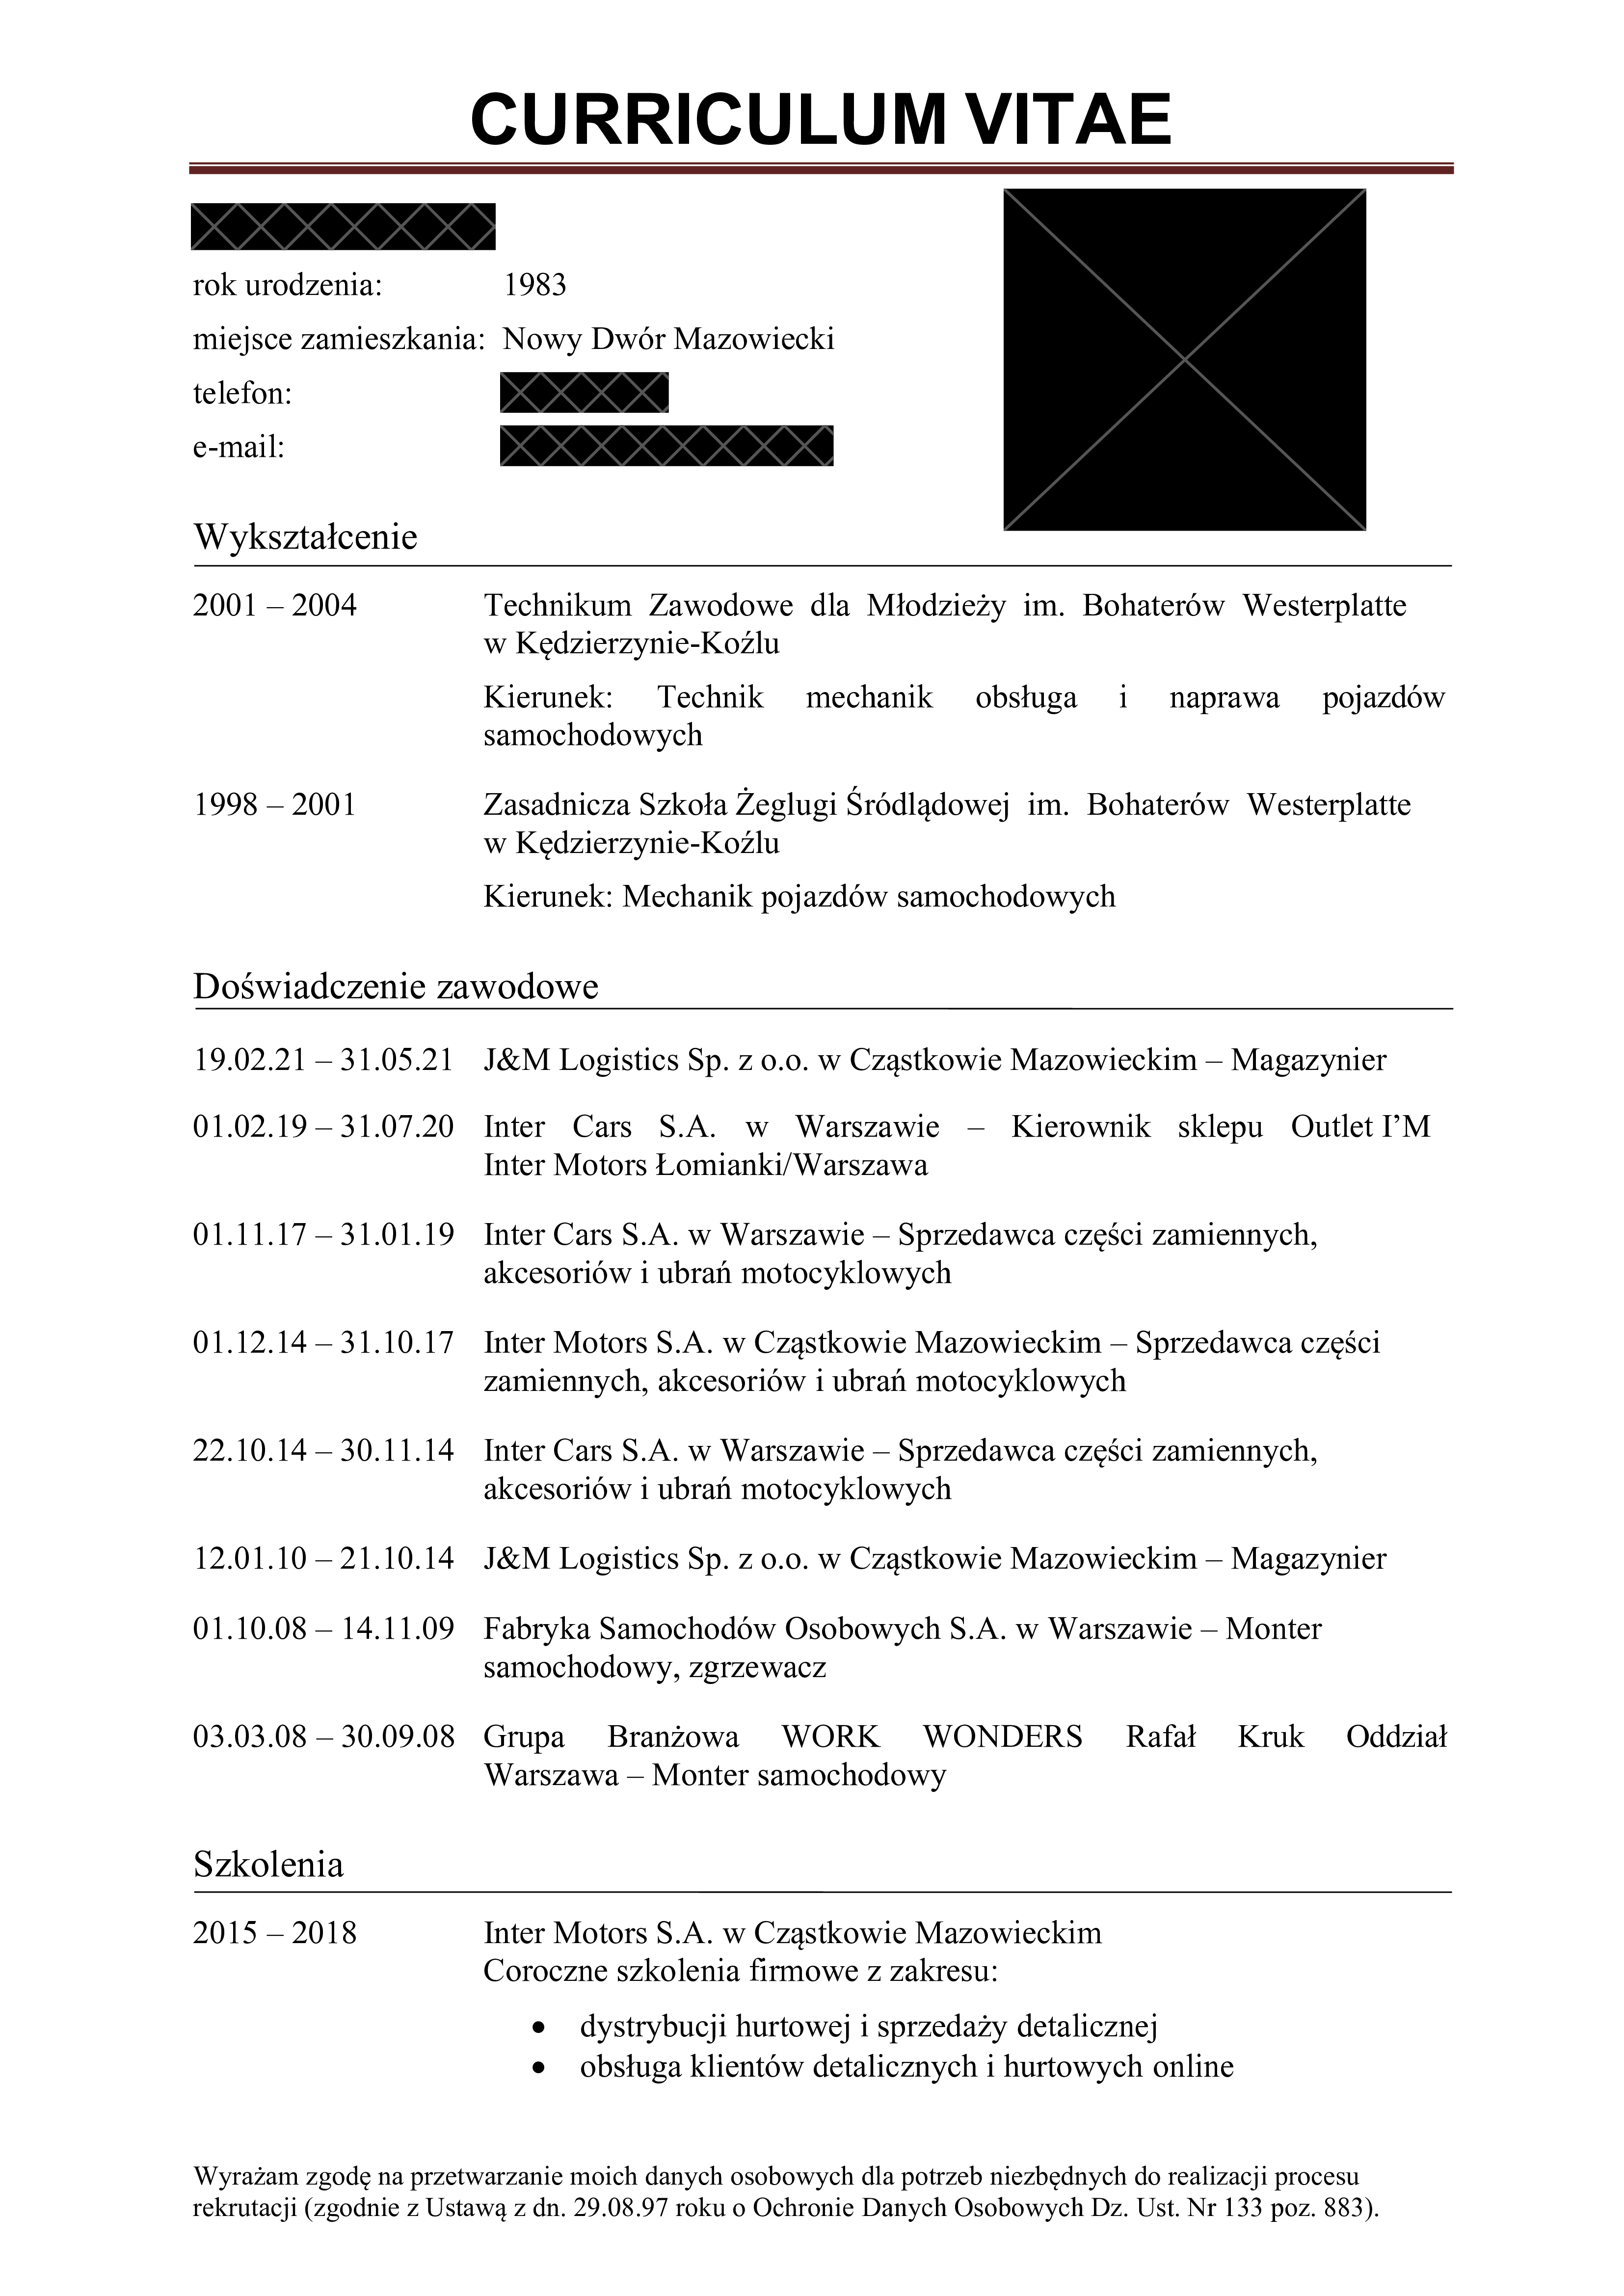 CURRICULUM VITAE
rok urodzenia: 1983
miejsce zamieszkania: Nowy Dwór Mazowiecki
telefon:
e-mail:
Wykształcenie
2001 – 2004 Technikum Zawodowe dla Młodzieży im. Bohaterów Westerplatte
w Kędzierzynie-Koźlu
Kierunek: Technik mechanik obsługa i naprawa pojazdów
samochodowych
1998 – 2001 Zasadnicza Szkoła Żeglugi Śródlądowej im. Bohaterów Westerplatte
w Kędzierzynie-Koźlu
Kierunek: Mechanik pojazdów samochodowych
Doświadczenie zawodowe
19.02.21 – 31.05.21 J&M Logistics Sp. z o.o. w Cząstkowie Mazowieckim – Magazynier
01.02.19 – 31.07.20 Inter Cars S.A. w Warszawie – Kierownik sklepu Outlet I’M
Inter Motors Łomianki/Warszawa
01.11.17 – 31.01.19 Inter Cars S.A. w Warszawie – Sprzedawca części zamiennych,
akcesoriów i ubrań motocyklowych
01.12.14 – 31.10.17 Inter Motors S.A. w Cząstkowie Mazowieckim – Sprzedawca części
zamiennych, akcesoriów i ubrań motocyklowych
22.10.14 – 30.11.14 Inter Cars S.A. w Warszawie – Sprzedawca części zamiennych,
akcesoriów i ubrań motocyklowych
12.01.10 – 21.10.14 J&M Logistics Sp. z o.o. w Cząstkowie Mazowieckim – Magazynier
01.10.08 – 14.11.09 Fabryka Samochodów Osobowych S.A. w Warszawie – Monter
samochodowy, zgrzewacz
03.03.08 – 30.09.08 Grupa Branżowa WORK WONDERS Rafał Kruk Oddział
Warszawa – Monter samochodowy
Szkolenia
2015 – 2018 Inter Motors S.A. w Cząstkowie Mazowieckim
Coroczne szkolenia firmowe z zakresu:
• dystrybucji hurtowej i sprzedaży detalicznej
• obsługa klientów detalicznych i hurtowych online
Wyrażam zgodę na przetwarzanie moich danych osobowych dla potrzeb niezbędnych do realizacji procesu
rekrutacji (zgodnie z Ustawą z dn. 29.08.97 roku o Ochronie Danych Osobowych Dz. Ust. Nr 133 poz. 883).